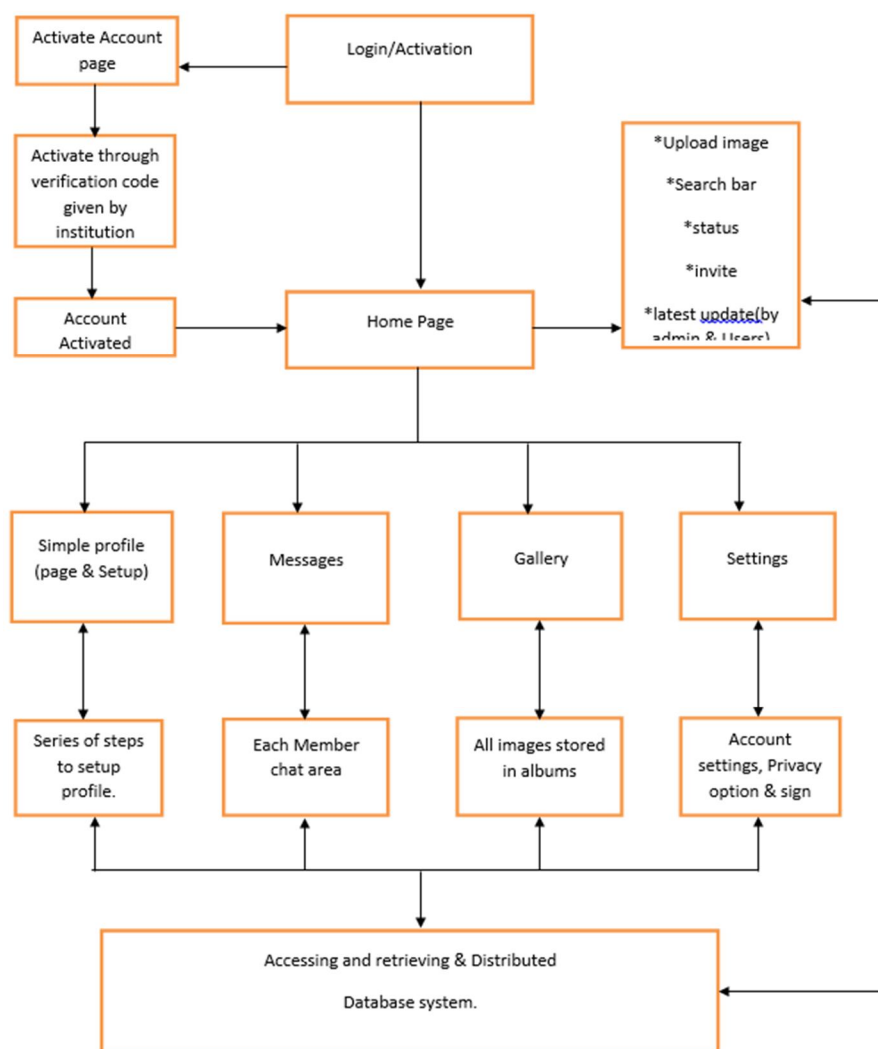 Activate Account
page
Login/Activation
Activate through
verification code
given by
institution
*Upload image
*Search bar
*status
*invite
*latest update(by
admin & Users)
Account
Activated
Home Page
Simple profile
(page & Setup)
Messages
Gallery
Settings
Series of steps
to setup
profile.
Each Member
chat area
All images stored
in albums
Account
settings, Privacy
option & sign
Accessing and retrieving & Distributed
Database system.